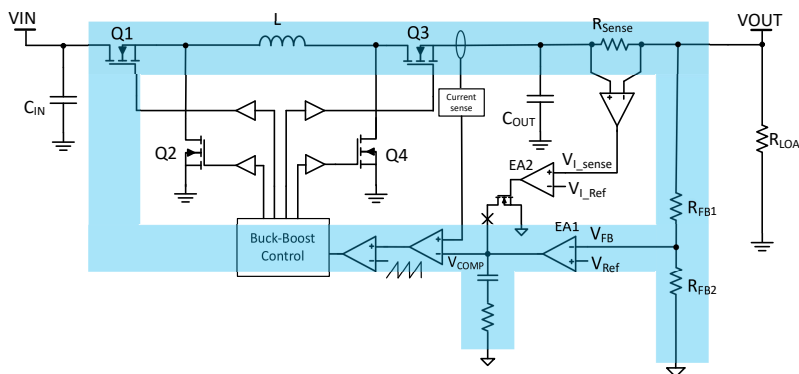 VIN
Q1
L
Q3
RSense
VOUT
CIN
Current
sense
COUT
RLOA
Q2
Q4
EA2
VI_sense
VI_Ref
RFB1
EA1
VFB
Buck-Boost
Control
VCOMP
VRef
RFB2